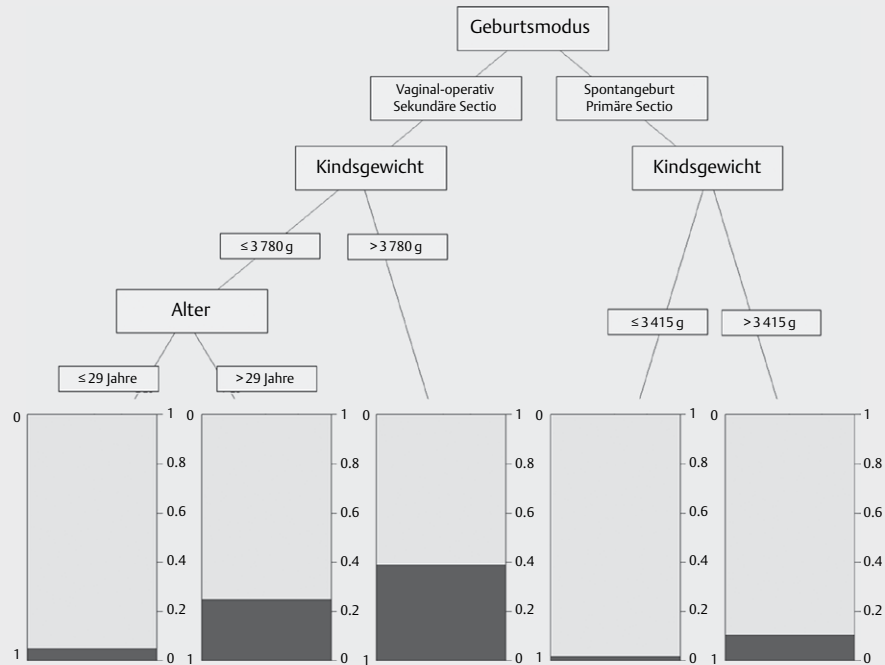 Geburtsmodus
Vaginal-operativ
Sekundäre Sectio
Spontangeburt
Primäre Sectio
Kindsgewicht
Kindsgewicht
≤ 3 780 g
> 3 780 g
Alter
≤ 3 415 g
> 3 415 g
≤ 29 Jahre
> 29 Jahre
0
1
0.8
0.6
0.4
0.2
0
1
0
1
0.8
0.6
0.4
0.2
0
1
0
1
0.8
0.6
0.4
0.2
0
1
0
1
0.8
0.6
0.4
0.2
0
1
0
1
0.8
0.6
0.4
0.2
0
1